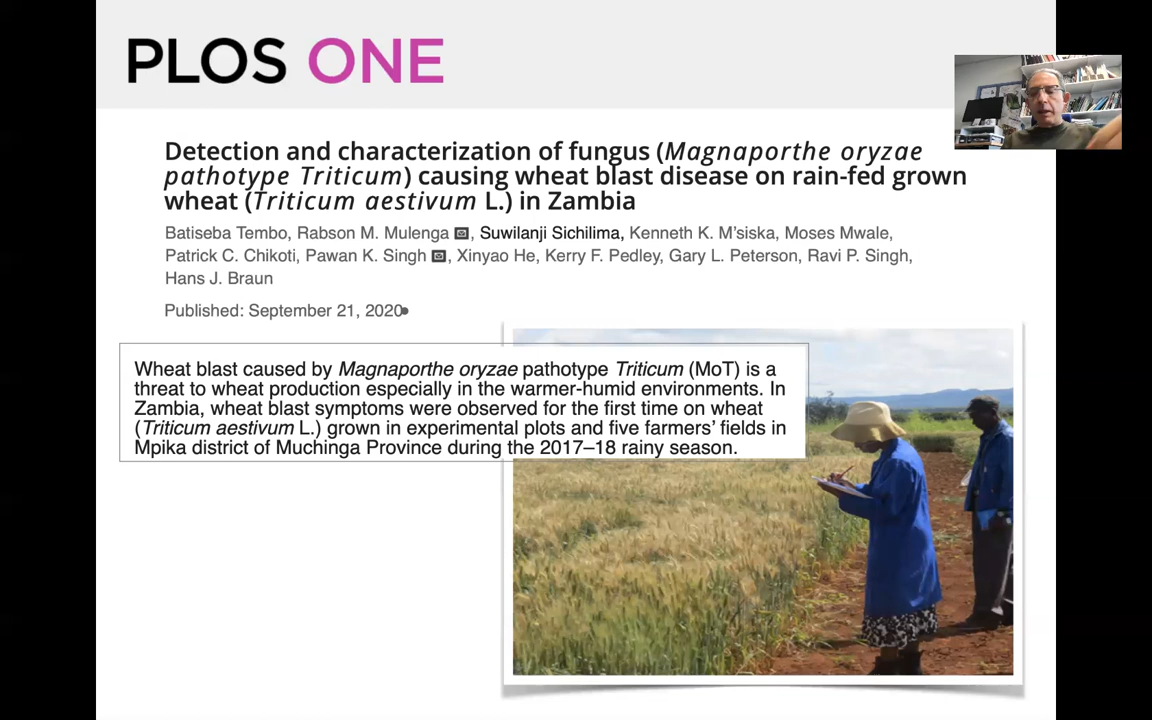 PLOS ONE
Detection and characterization of fungus (Magnaporthe oryzae
pathotype Triticum) causing wheat blast disease on rain-fed grown
wheat (Triticum aestivum L.) in Zambia
Batiseba Tembo, Rabson M. Mulenga, Suwilanji Sichilima, Kenneth K. M’siska, Moses Mwale,
Patrick C. Chikoti, Pawan K. Singh, Xinyao He, Kerry F. Pedley, Gary L. Peterson, Ravi P. Singh,
Hans J. Braun
Published: September 21, 2020
Wheat blast caused by Magnaporthe oryzae pathotype Triticum (MoT) is a
threat to wheat production especially in the warmer-humid environments. In
Zambia, wheat blast symptoms were observed for the first time on wheat
(Triticum aestivum L.) grown in experimental plots and five farmers’ fields in
Mpika district of Muchinga Province during the 2017–18 rainy season.